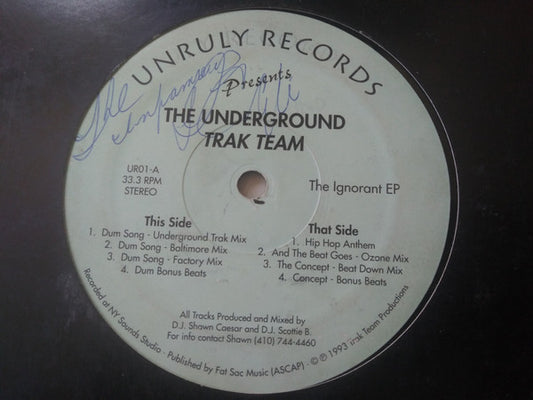 UNRULY RECORDS
Presents
THE UNDERGROUND
TRAK TEAM
UR01-A
33.3 RPM
STEREO
The Ignorant EP
This Side
1. Dum Song - Underground Trak Mix
2. Dum Song - Baltimore Mix
3. Dum Song - Factory Mix
4. Dum Bonus Beats
That Side
1. Hip Hop Anthem
2. And The Beat Goes - Ozone Mix
3. The Concept - Beat Down Mix
4. Concept - Bonus Beats
All Tracks Produced and Mixed by
D.J. Shawn Caesar and D.J. Scottie B.
For info contact Shawn (410) 744-4460
Recorded at NY Sounds Studio - Published by Fat Sac Music (ASCAP) - © ℗ 1993 Trak Team Productions
The